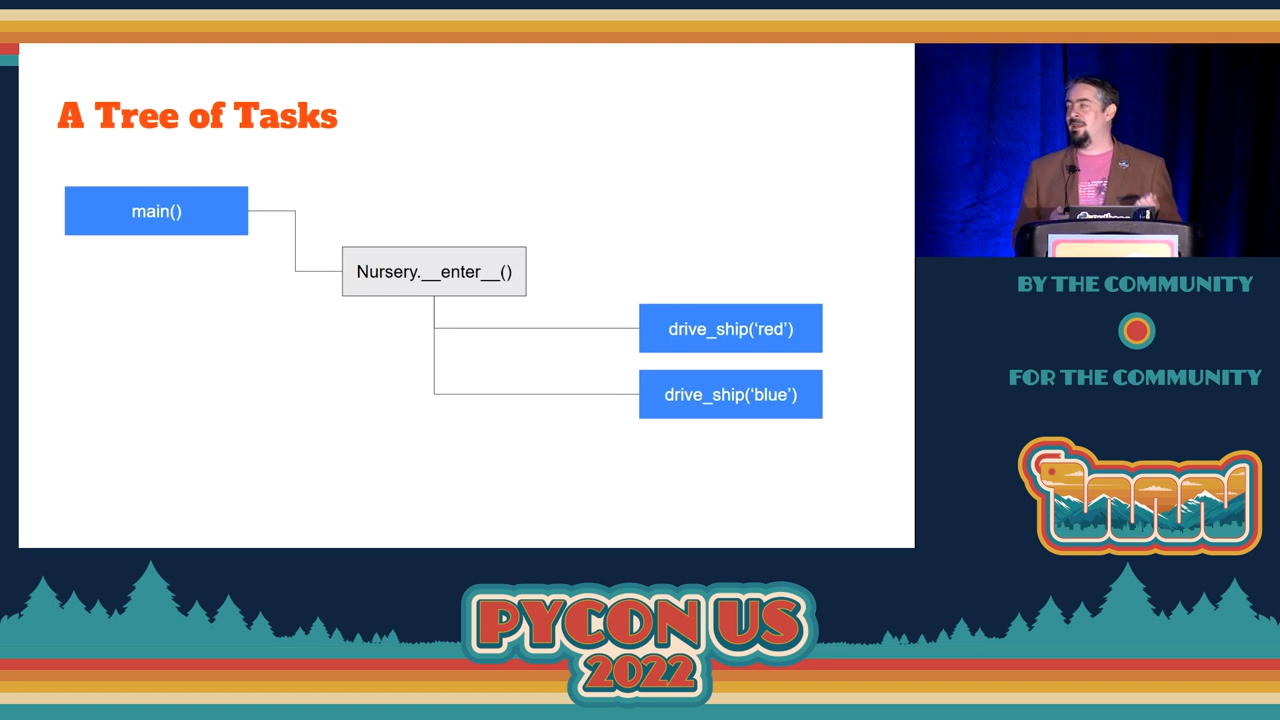 A Tree of Tasks
main()
Nursery.__enter__()
drive_ship(‘red’)
drive_ship(‘blue’)
BY THE COMMUNITY
FOR THE COMMUNITY
PYCON US
2022